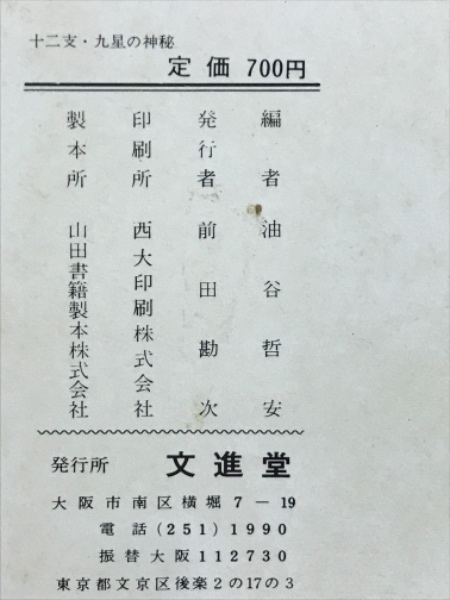 十二支・九星の神秘
定価 700円
編者 油谷哲安
発行者 前田勘次
印刷所 西大印刷株式会社
製本所 山田書籍製本株式会社
発行所 文進堂
大阪市南区横堀7－19
電話(251)1990
振替大阪112730
東京都文京区後楽2の17の3